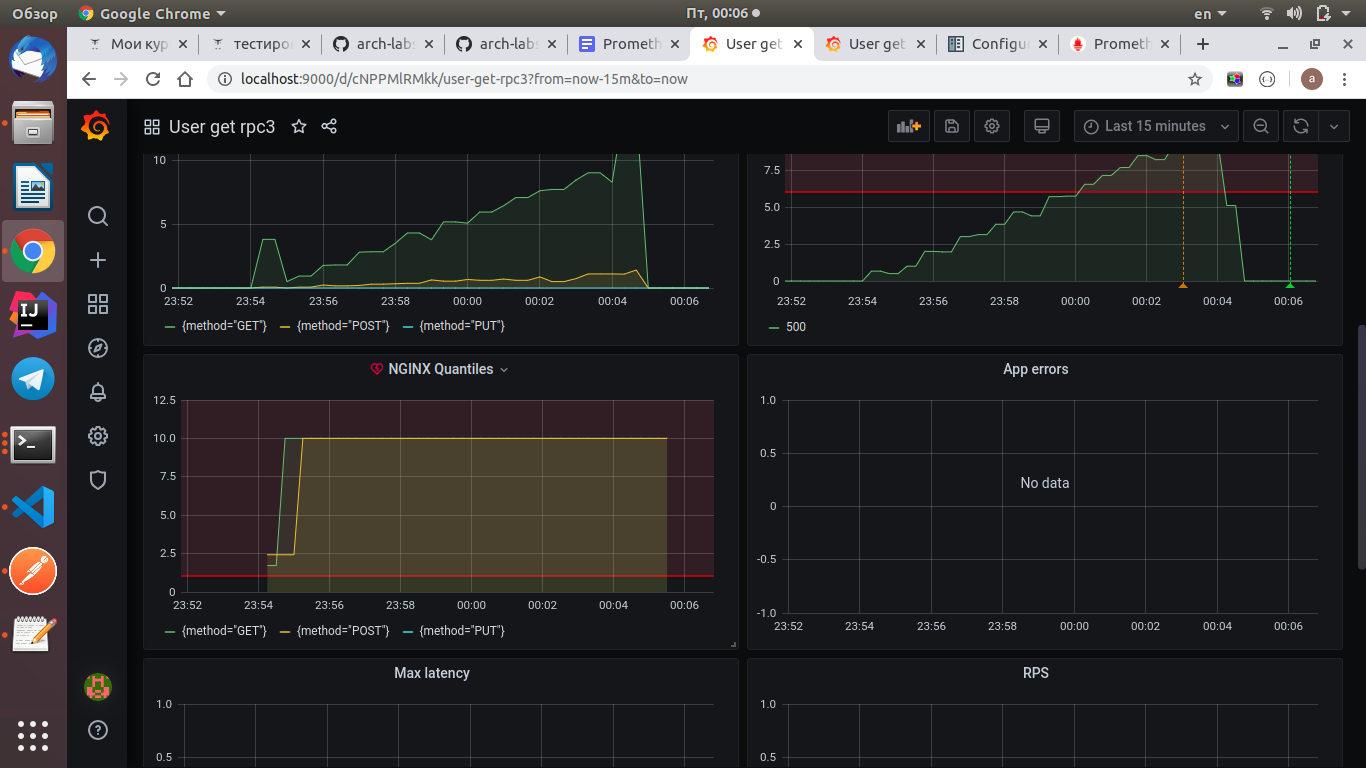 Обзор Google Chrome Пт, 00:06 en
Мои кур тестиро arch-lab arch-lab Prometh User get User get Configu Prometh
localhost:9000/d/cNPPMlRMkk/user-get-rpc3?from=now-15m&to=now a
User get rpc3 Last 15 minutes
10
5
0
23:52 23:54 23:56 23:58 00:00 00:02 00:04 00:06
{method="GET"} {method="POST"} {method="PUT"}
7.5
5.0
2.5
0
23:52 23:54 23:56 23:58 00:00 00:02 00:04 00:06
500
NGINX Quantiles
12.5
10.0
7.5
5.0
2.5
0
23:52 23:54 23:56 23:58 00:00 00:02 00:04 00:06
{method="GET"} {method="POST"} {method="PUT"}
App errors
1.0
0.5
0
-0.5
-1.0
No data
23:52 23:54 23:56 23:58 00:00 00:02 00:04 00:06
Max latency
1.0
0.5
RPS
1.0
0.5
IJ